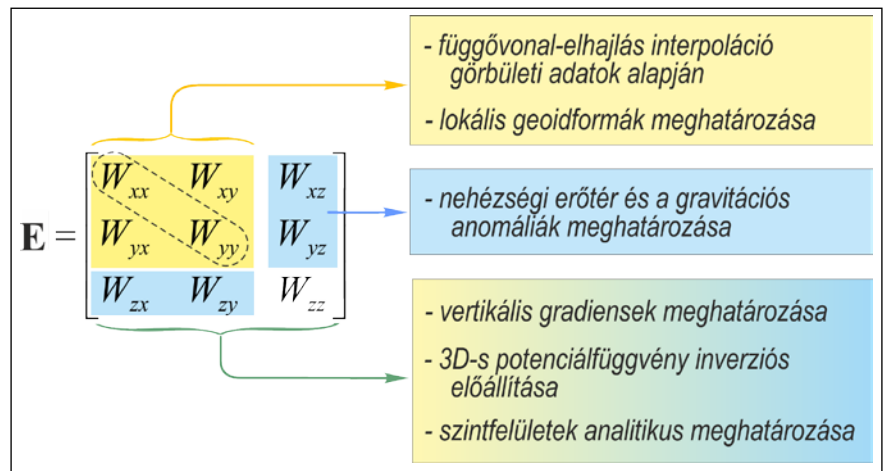 - függővonal-elhajlás interpoláció
görbületi adatok alapján
- lokális geoidformák meghatározása
E = [ W_xx W_xy W_xz
W_yx W_yy W_yz
W_zx W_zy W_zz ]
- nehézségi erőtér és a gravitációs
anomáliák meghatározása
- vertikális gradiensek meghatározása
- 3D-s potenciálfüggvény inverziós
előállítása
- szintfelületek analitikus meghatározása